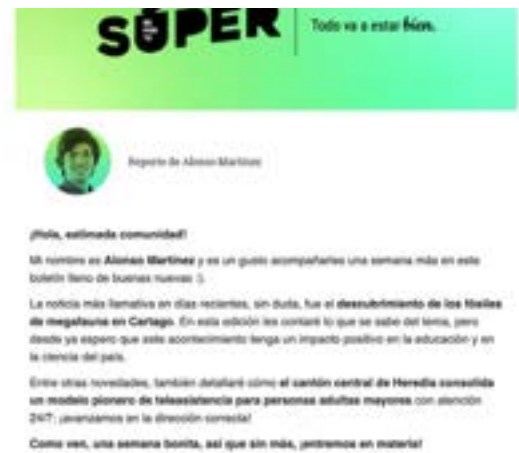 SÚPER
Todo va a estar bien.
Reporte de Alonso Martínez
¡Hola, estimada comunidad!
Mi nombre es Alonso Martínez y es un gusto acompañarles una semana más en este
boletín lleno de buenas nuevas :).
La noticia más llamativa en días recientes, sin duda, fue el descubrimiento de los fósiles
de megafauna en Cartago. En esta edición les contaré lo que se sabe del tema, pero
desde ya espero que este acontecimiento tenga un impacto positivo en la educación y en
la ciencia del país.
Entre otras novedades, también detallaré cómo el cantón central de Heredia consolida
un modelo pionero de teleasistencia para personas adultas mayores con atención
24/7: ¡avanzamos en la dirección correcta!
Como ven, una semana bonita, así que sin más, ¡entremos en materia!